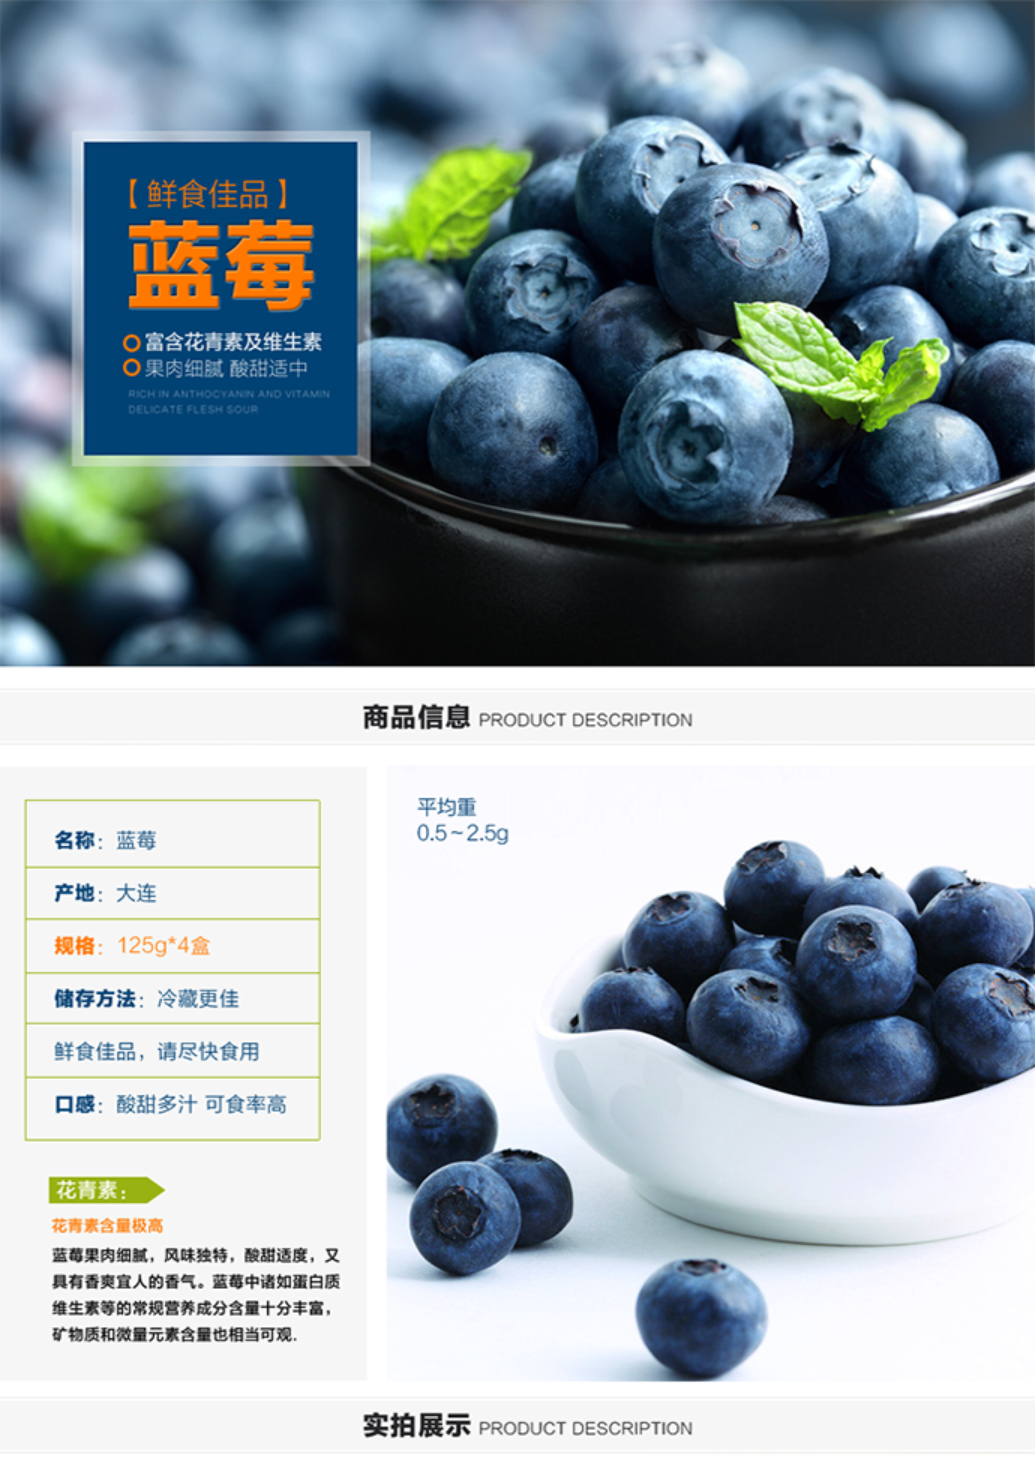 【鲜食佳品】
蓝莓
富含花青素及维生素
果肉细腻 酸甜适中
RICH IN ANTHOCYANIN AND VITAMIN
DELICATE FLESH SOUR
商品信息 PRODUCT DESCRIPTION
名称：蓝莓
产地：大连
规格：125g*4盒
储存方法：冷藏更佳
鲜食佳品，请尽快食用
口感：酸甜多汁 可食率高
平均重
0.5~2.5g
花青素：
花青素含量极高
蓝莓果肉细腻，风味独特，酸甜适度，又
具有香爽宜人的香气。蓝莓中诸如蛋白质
维生素等的常规营养成分含量十分丰富，
矿物质和微量元素含量也相当可观.
实拍展示 PRODUCT DESCRIPTION